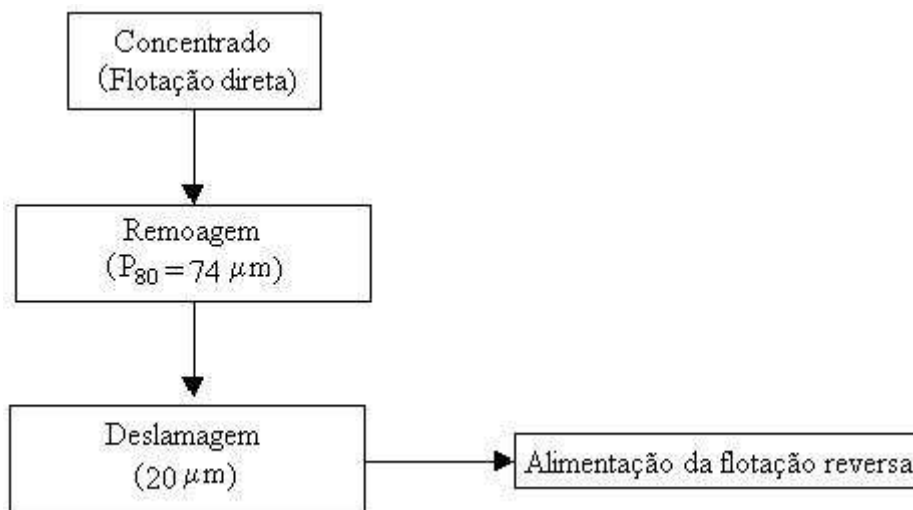 Concentrado
(Flotação direta)
Remoagem
(P₈₀ = 74 μm)
Deslamagem
(20 μm)
Alimentação da flotação reversa